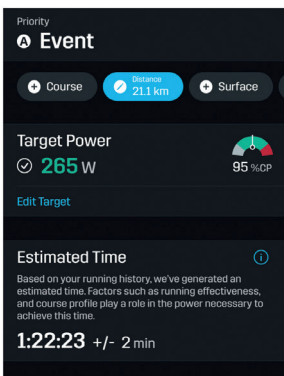 Priority
A Event
Course
Distance
21.1 km
Surface
Target Power
265 W
95 %CP
Edit Target
Estimated Time
Based on your running history, we've generated an
estimated time. Factors such as running effectiveness,
and course profile play a role in the power necessary to
achieve this time.
1:22:23 +/- 2 min